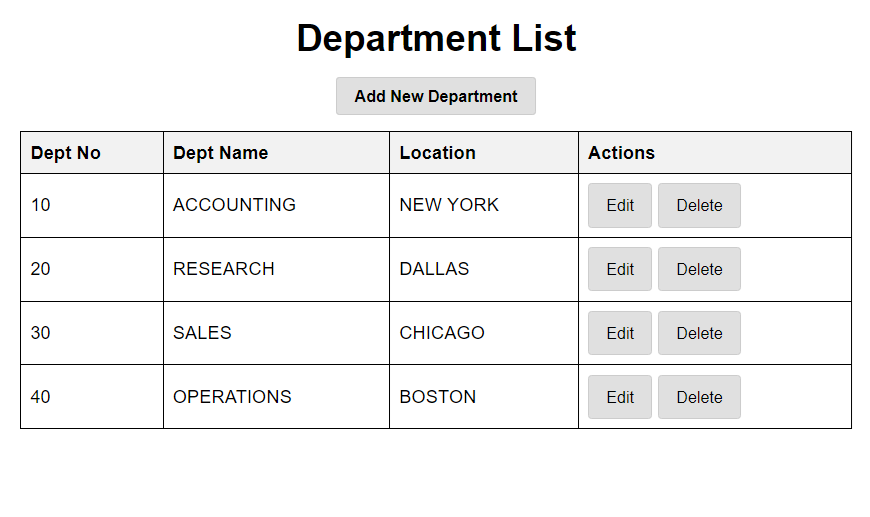 Department List
Add New Department
Dept No Dept Name Location Actions
10 ACCOUNTING NEW YORK Edit Delete
20 RESEARCH DALLAS Edit Delete
30 SALES CHICAGO Edit Delete
40 OPERATIONS BOSTON Edit Delete